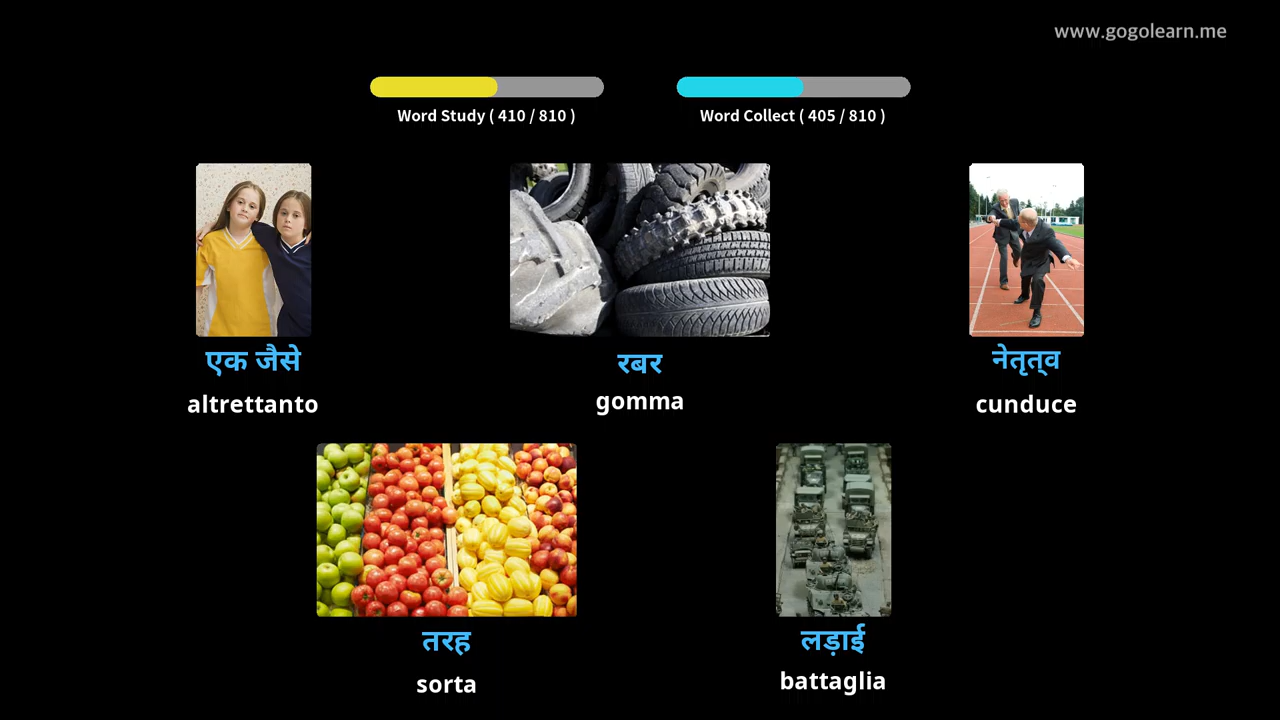 www.gogolearn.me
Word Study ( 410 / 810 )
Word Collect ( 405 / 810 )
एक जैसे
रबर
नेतृत्व
altrettanto
gomma
cunduce
तरह
लड़ाई
sorta
battaglia